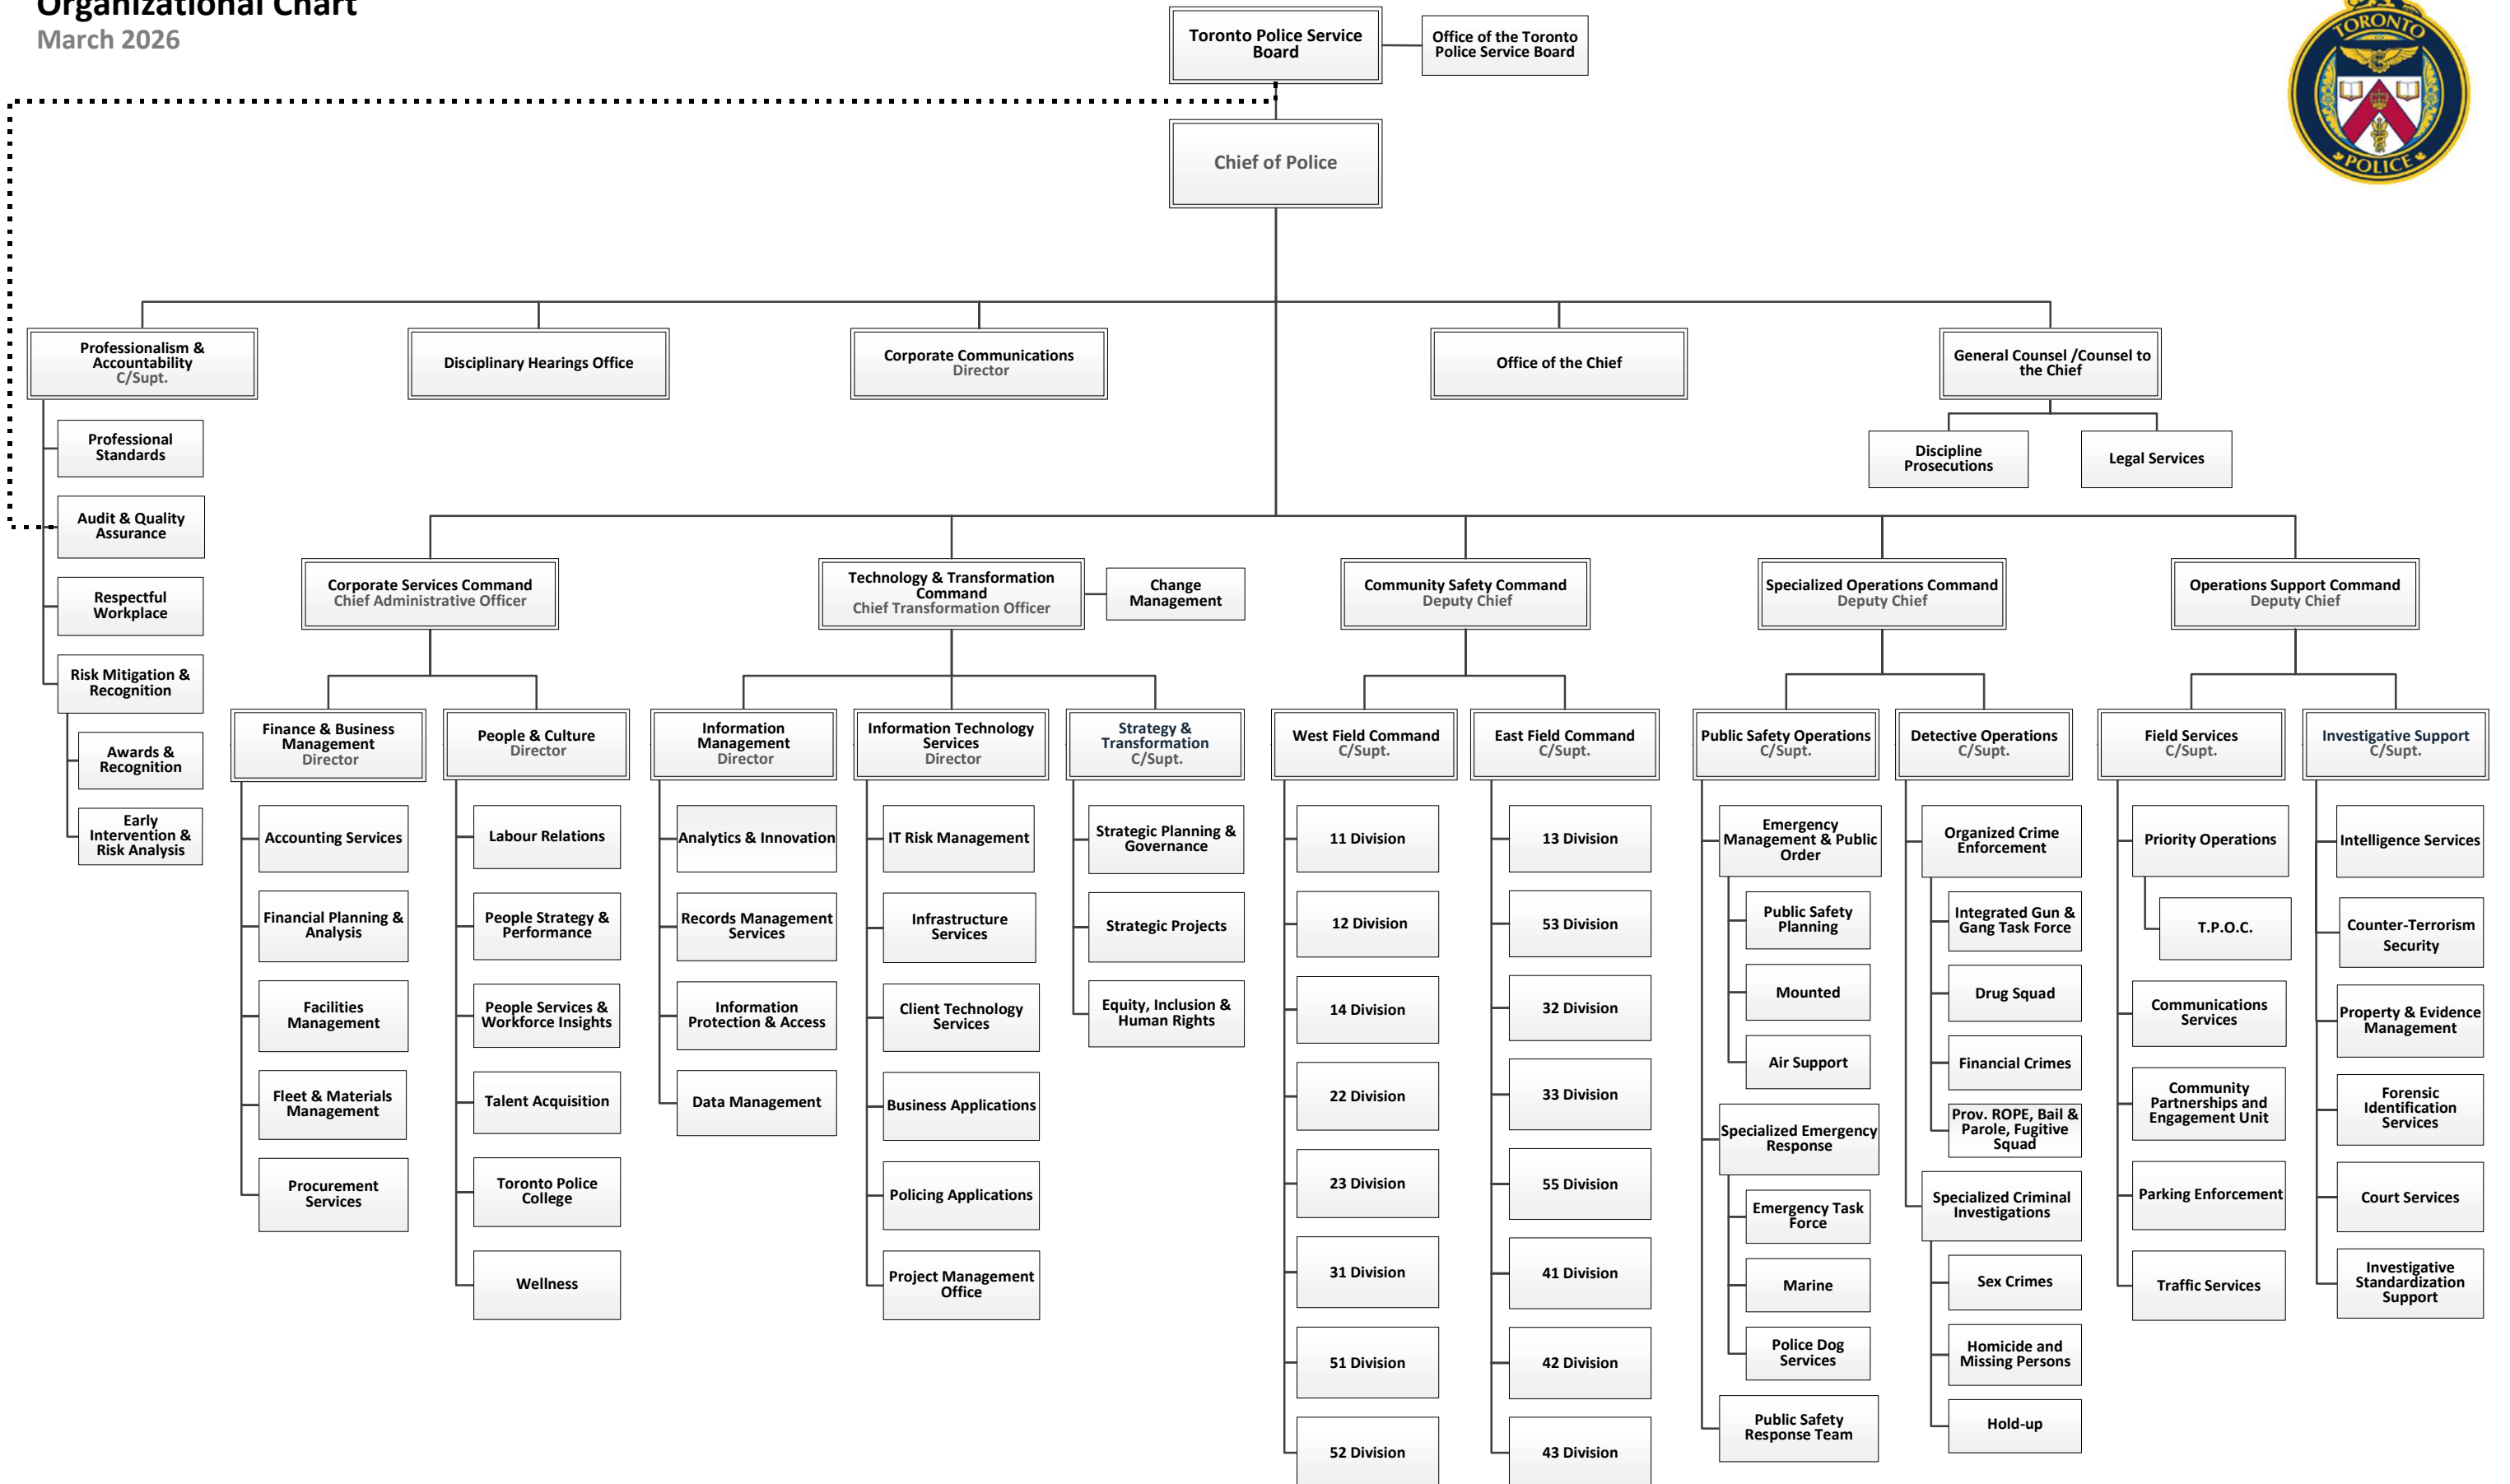 Organizational Chart
March 2026
Toronto Police Service
Board
Office of the Toronto
Police Service Board
TORONTO
POLICE
Chief of Police
Professionalism &
Accountability
C/Supt.
Disciplinary Hearings Office
Corporate Communications
Director
Office of the Chief
General Counsel /Counsel to
the Chief
Professional
Standards
Audit & Quality
Assurance
Respectful
Workplace
Risk Mitigation &
Recognition
Awards &
Recognition
Early
Intervention &
Risk Analysis
Discipline
Prosecutions
Legal Services
Corporate Services Command
Chief Administrative Officer
Technology & Transformation
Command
Chief Transformation Officer
Change
Management
Community Safety Command
Deputy Chief
Specialized Operations Command
Deputy Chief
Operations Support Command
Deputy Chief
Finance & Business
Management
Director
Accounting Services
Financial Planning &
Analysis
Facilities
Management
Fleet & Materials
Management
Procurement
Services
People & Culture
Director
Labour Relations
People Strategy &
Performance
People Services &
Workforce Insights
Talent Acquisition
Toronto Police
College
Wellness
Information
Management
Director
Analytics & Innovation
Records Management
Services
Information
Protection & Access
Data Management
Information Technology
Services
Director
IT Risk Management
Infrastructure
Services
Client Technology
Services
Business Applications
Policing Applications
Project Management
Office
Strategy &
Transformation
C/Supt.
Strategic Planning &
Governance
Strategic Projects
Equity, Inclusion &
Human Rights
West Field Command
C/Supt.
11 Division
12 Division
14 Division
22 Division
23 Division
31 Division
51 Division
52 Division
East Field Command
C/Supt.
13 Division
53 Division
32 Division
33 Division
55 Division
41 Division
42 Division
43 Division
Public Safety Operations
C/Supt.
Emergency
Management & Public
Order
Public Safety
Planning
Mounted
Air Support
Specialized Emergency
Response
Emergency Task
Force
Marine
Police Dog
Services
Public Safety
Response Team
Detective Operations
C/Supt.
Organized Crime
Enforcement
Integrated Gun &
Gang Task Force
Drug Squad
Financial Crimes
Prov. ROPE, Bail &
Parole, Fugitive
Squad
Specialized Criminal
Investigations
Sex Crimes
Homicide and
Missing Persons
Hold-up
Field Services
C/Supt.
Priority Operations
T.P.O.C.
Communications
Services
Community
Partnerships and
Engagement Unit
Parking Enforcement
Traffic Services
Investigative Support
C/Supt.
Intelligence Services
Counter-Terrorism
Security
Property & Evidence
Management
Forensic
Identification
Services
Court Services
Investigative
Standardization
Support